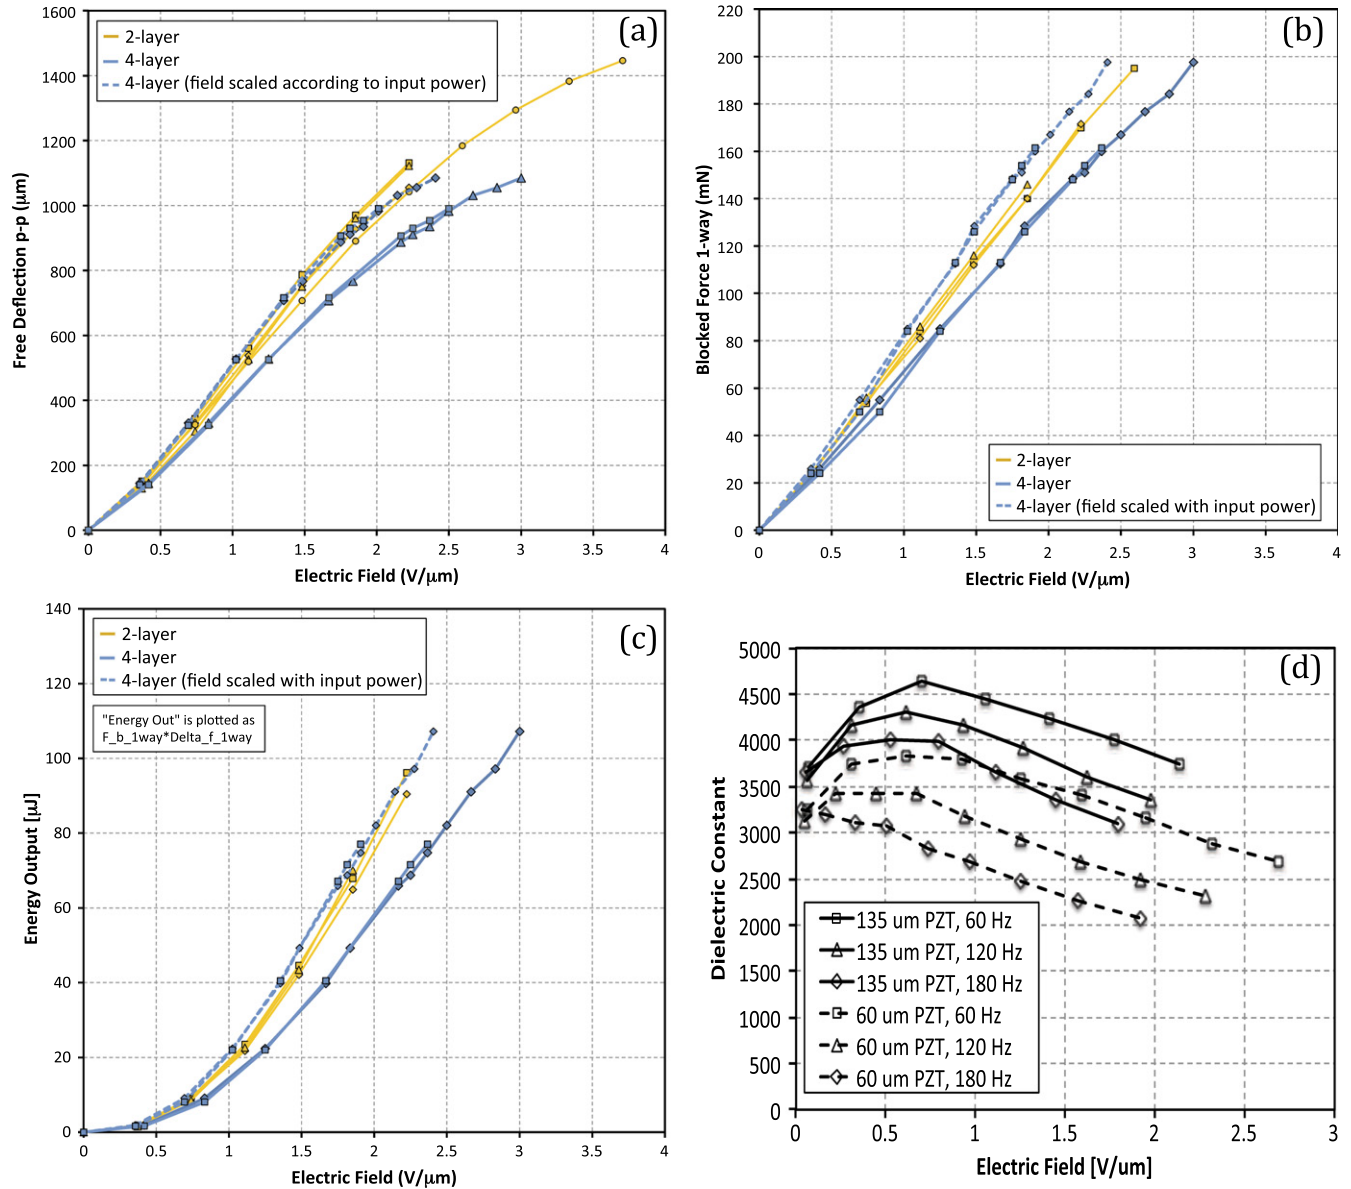 (a)
2-layer
4-layer
4-layer (field scaled according to input power)
1600
1400
1200
1000
800
600
400
200
0
Free Deflection p-p (μm)
0 0.5 1 1.5 2 2.5 3 3.5 4
Electric Field (V/μm)
(b)
220
200
180
160
140
120
100
80
60
40
20
0
Blocked Force 1-way (mN)
2-layer
4-layer
4-layer (field scaled with input power)
0 0.5 1 1.5 2 2.5 3 3.5 4
Electric Field (V/μm)
(c)
2-layer
4-layer
4-layer (field scaled with input power)
"Energy Out" is plotted as
F_b_1way*Delta_f_1way
140
120
100
80
60
40
20
0
Energy Output [μJ]
0 0.5 1 1.5 2 2.5 3 3.5 4
Electric Field (V/μm)
(d)
5000
4500
4000
3500
3000
2500
2000
1500
1000
500
0
Dielectric Constant
135 um PZT, 60 Hz
135 um PZT, 120 Hz
135 um PZT, 180 Hz
60 um PZT, 60 Hz
60 um PZT, 120 Hz
60 um PZT, 180 Hz
0 0.5 1 1.5 2 2.5 3
Electric Field [V/um]